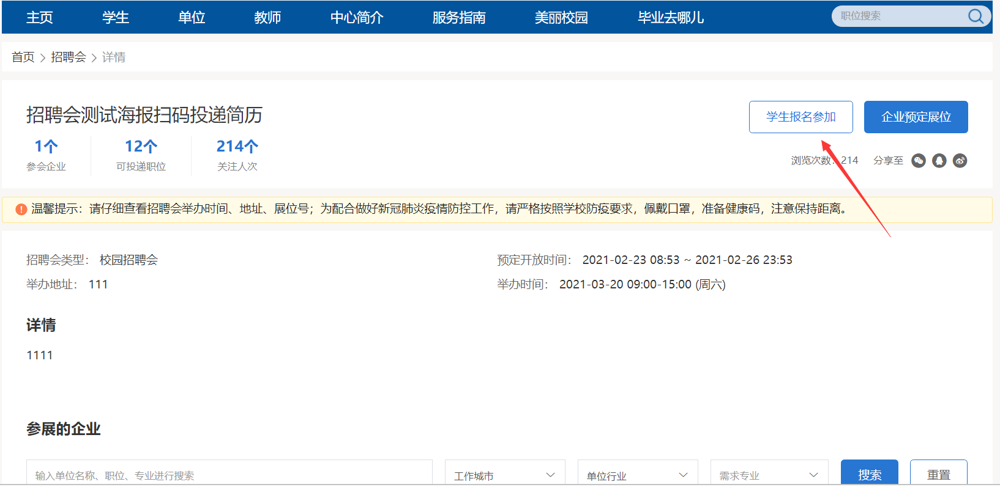 主页 学生 单位 教师 中心简介 服务指南 美丽校园 毕业去哪儿 职位搜索
首页 > 招聘会 > 详情
招聘会测试海报扫码投递简历
学生报名参加 企业预定展位
1个 12个 214个
参会企业 可投递职位 关注人次
浏览次数：214 分享至
温馨提示：请仔细查看招聘会举办时间、地址、展位号；为配合做好新冠肺炎疫情防控工作，请严格按照学校防疫要求，佩戴口罩，准备健康码，注意保持距离。
招聘会类型： 校园招聘会 预定开放时间： 2021-02-23 08:53 ~ 2021-02-26 23:53
举办地址： 111 举办时间： 2021-03-20 09:00-15:00 (周六)
详情
1111
参展的企业
输入单位名称、职位、专业进行搜索 工作城市 单位行业 需求专业 搜索 重置